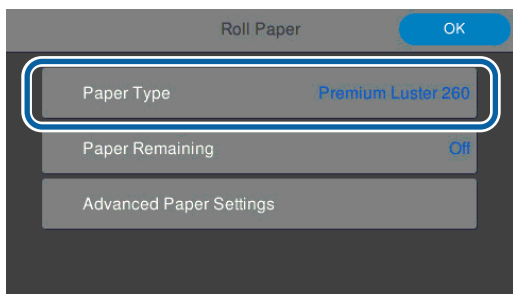 Roll Paper OK
Paper Type Premium Luster 260
Paper Remaining Off
Advanced Paper Settings